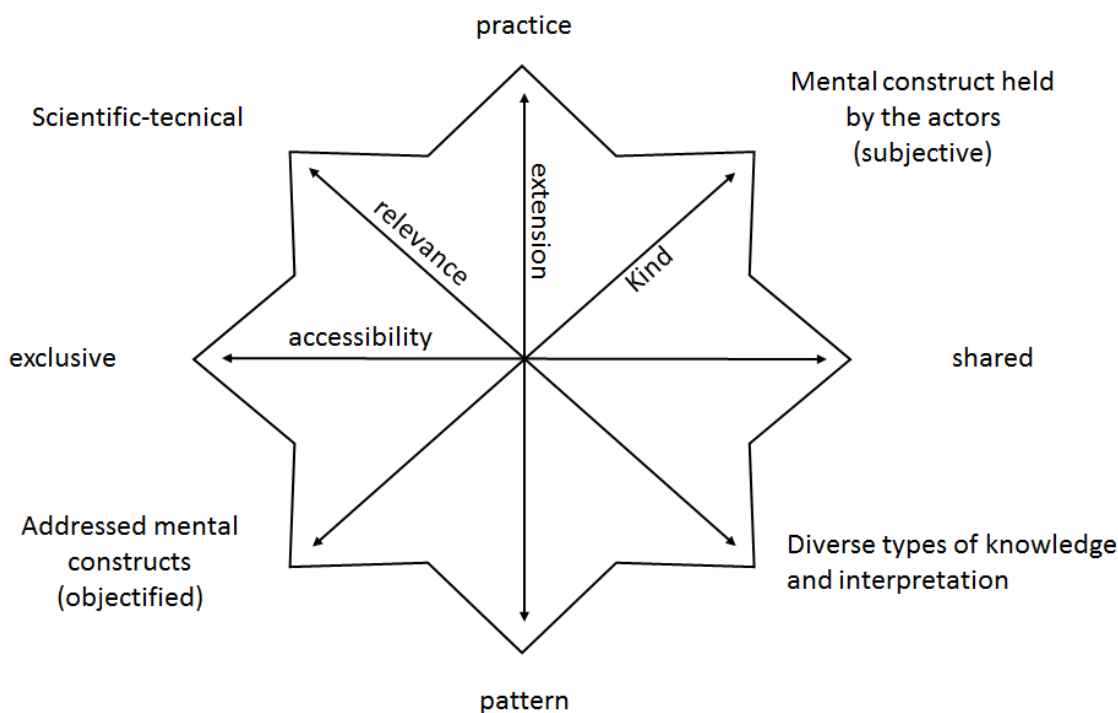 practice
Scientific-tecnical
Mental construct held
by the actors
(subjective)
extension
relevance
Kind
accessibility
exclusive
shared
Addressed mental
constructs
(objectified)
Diverse types of knowledge
and interpretation
pattern